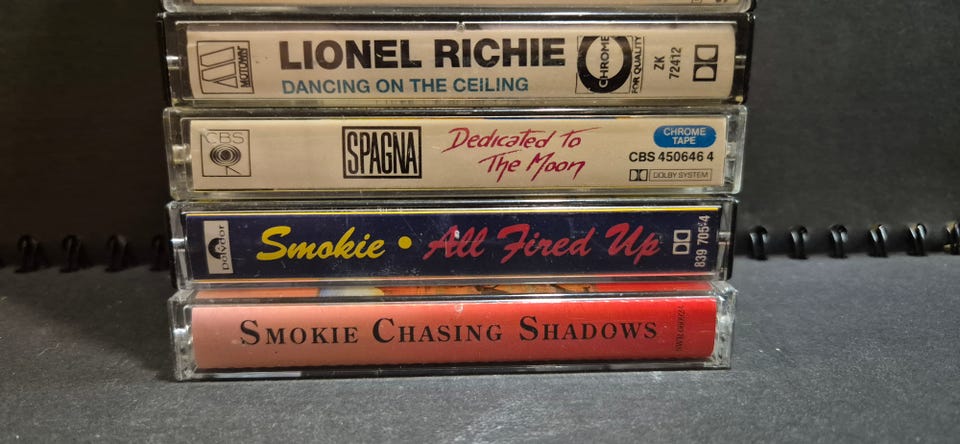 MOTOWN
LIONEL RICHIE
DANCING ON THE CEILING
CHROME
FOR QUALITY
ZK
72412
CBS
SPAGNA
Dedicated To
The Moon
CHROME
TAPE
CBS 450646 4
DOLBY SYSTEM
polydor
Smokie • All Fired Up
839 705-4
SMOKIE CHASING SHADOWS